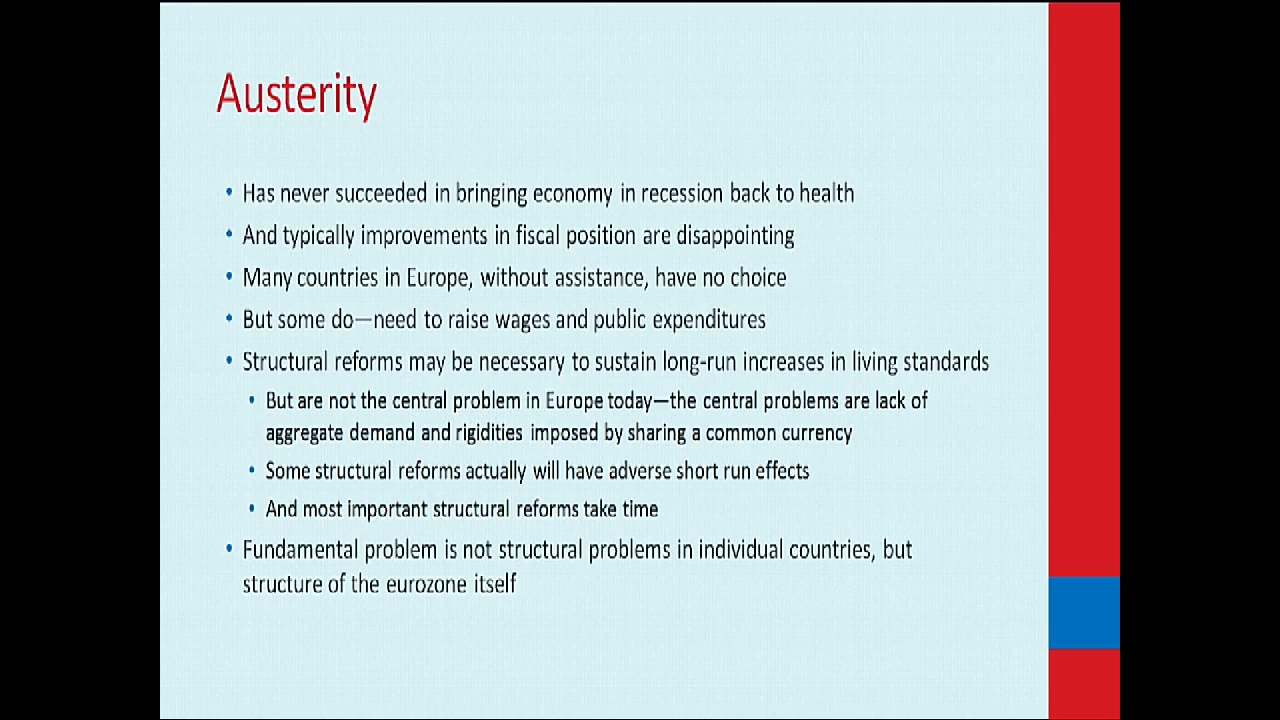 Austerity
• Has never succeeded in bringing economy in recession back to health
• And typically improvements in fiscal position are disappointing
• Many countries in Europe, without assistance, have no choice
• But some do—need to raise wages and public expenditures
• Structural reforms may be necessary to sustain long-run increases in living standards
• But are not the central problem in Europe today—the central problems are lack of
aggregate demand and rigidities imposed by sharing a common currency
• Some structural reforms actually will have adverse short run effects
• And most important structural reforms take time
• Fundamental problem is not structural problems in individual countries, but
structure of the eurozone itself